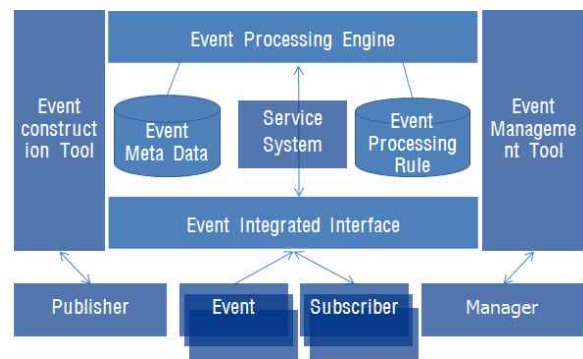 Event Processing Engine
Event
construct
ion Tool
Event
Meta Data
Service
System
Event
Processing
Rule
Event
Manageme
nt Tool
Event Integrated Interface
Publisher
Event
Subscriber
Manager